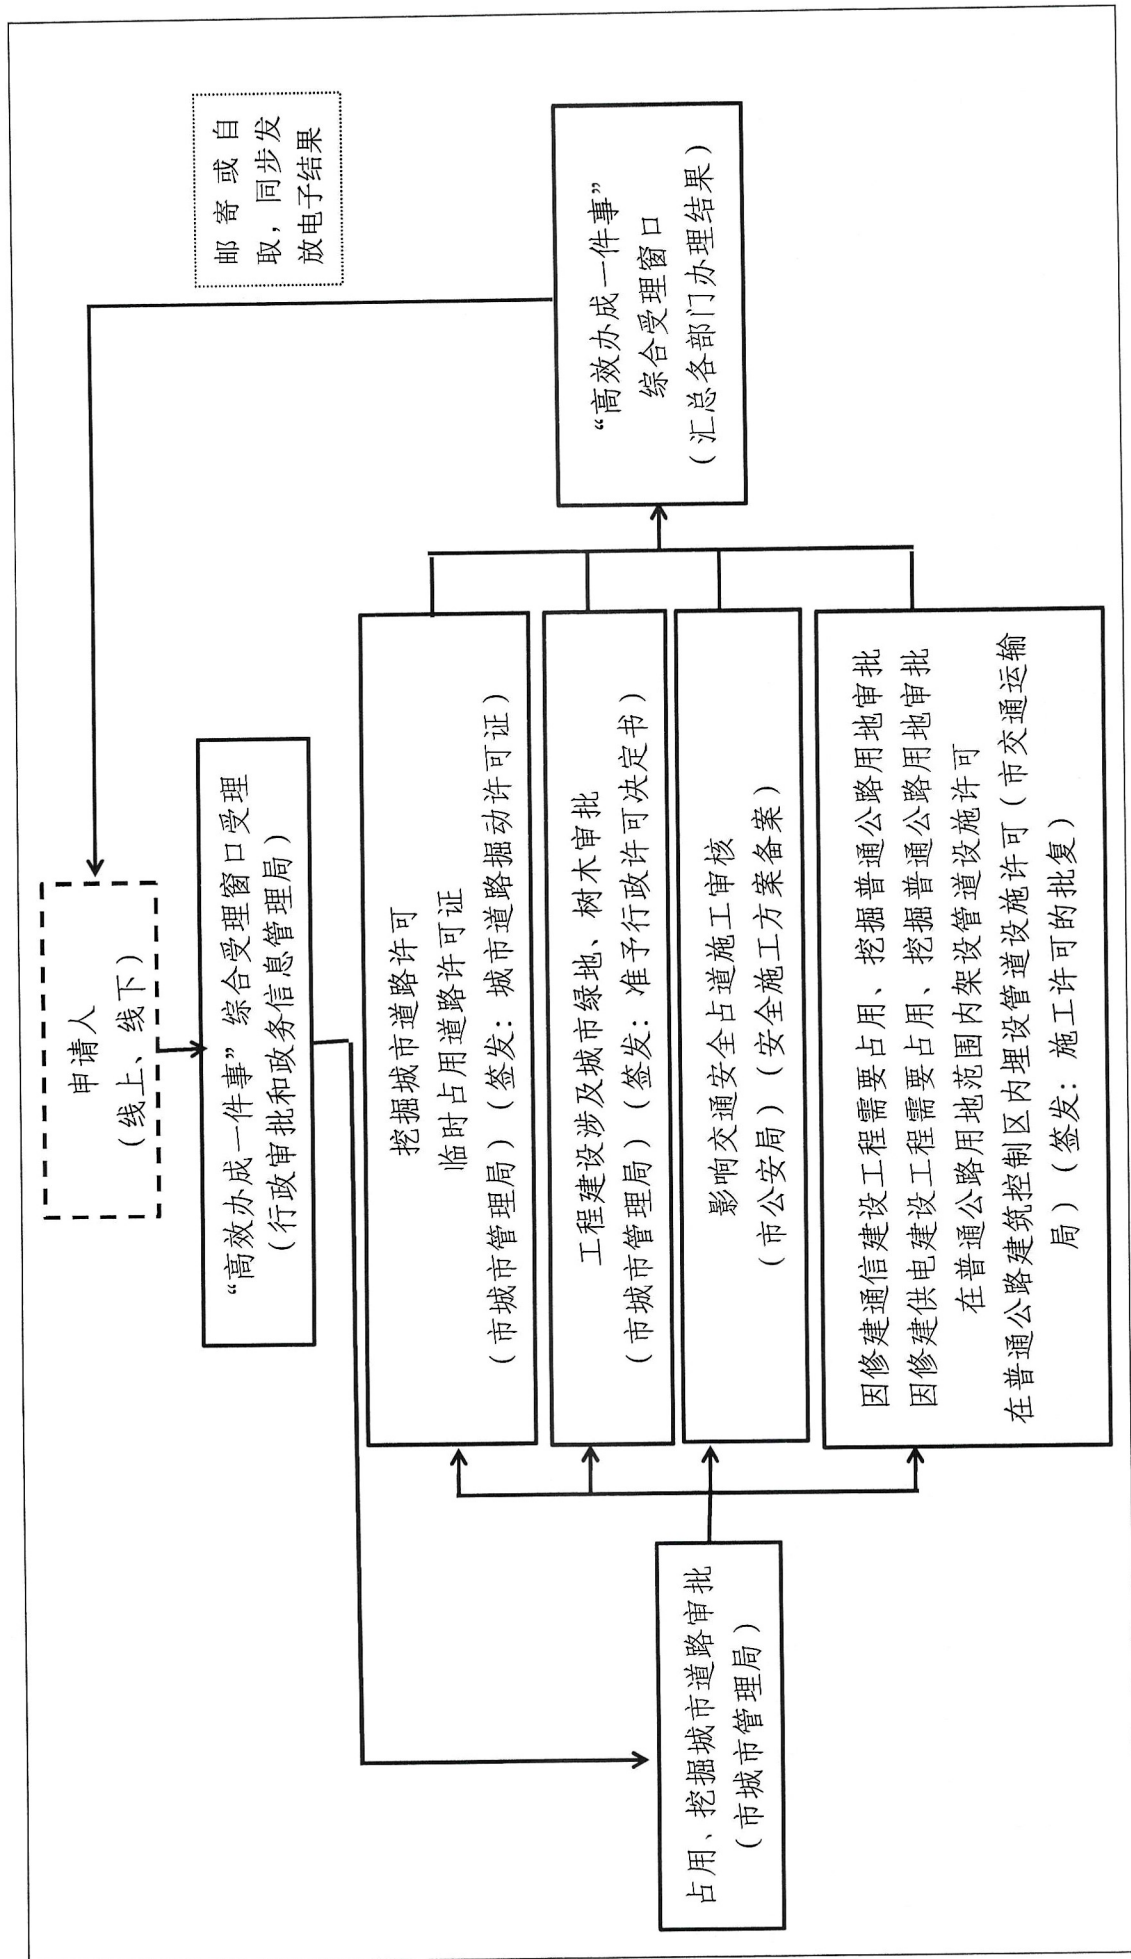 申请人
（线上、线下）
“高效办成一件事” 综合受理窗口受理
（行政审批和政务信息管理局）
占用、挖掘城市道路审批
（市城市管理局）
挖掘城市道路许可
临时占用道路许可证
（市城市管理局）（签发：城市道路掘动许可证）
工程建设涉及城市绿地、树木审批
（市城市管理局）（签发：准予行政许可决定书）
影响交通安全占道施工审核
（市公安局）（安全施工方案备案）
因修建通信建设工程需要占用、挖掘普通公路用地审批
因修建供电建设工程需要占用、挖掘普通公路用地审批
在普通公路用地范围内架设管道设施许可
在普通公路建筑控制区内埋设管道设施许可（市交通运输
局）（签发：施工许可的批复）
“高效办成一件事”
综合受理窗口
（汇总各部门办理结果）
邮寄或自
取，同步发
放电子结果